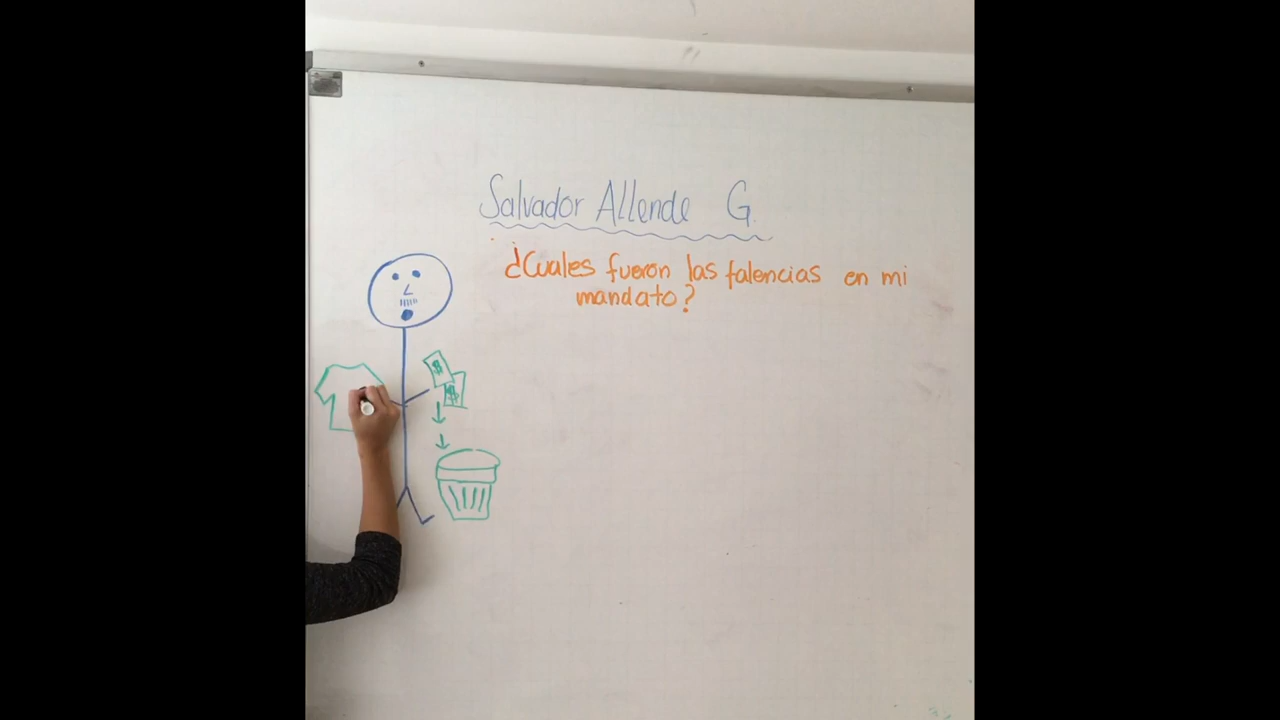 Salvador Allende G.
¿Cuales fueron las falencias en mi
mandato?
$
$